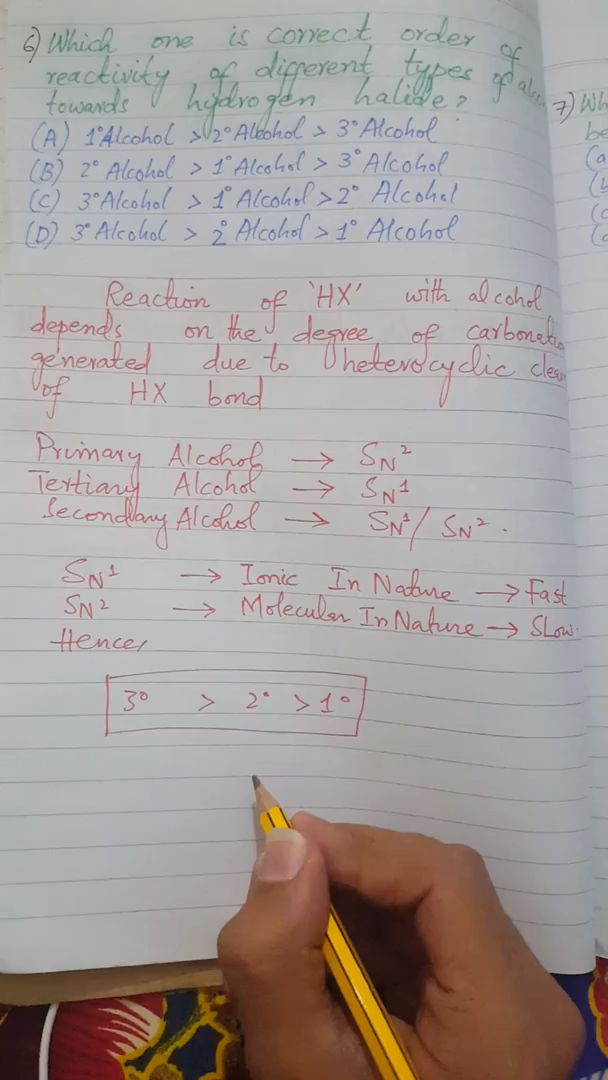 6) Which one is correct order of
reactivity of different types of
towards hydrogen halide?
(A) 1° Alcohol > 2° Alcohol > 3° Alcohol
(B) 2° Alcohol > 1° Alcohol > 3° Alcohol
(C) 3° Alcohol > 1° Alcohol > 2° Alcohol
(D) 3° Alcohol > 2° Alcohol > 1° Alcohol
Reaction of 'HX' with alcohol
depends on the degree of
generated due to heterocyclic
of HX bond
Primary Alcohol → SN2
Tertiary Alcohol → SN1
Secondary Alcohol → SN1/ SN2.
SN1 → Ionic In Nature → Fast
SN2 → Molecular In Nature → Slow.
Hence,
3° > 2° > 1°
7) Wh
be
(a
(
(c
(